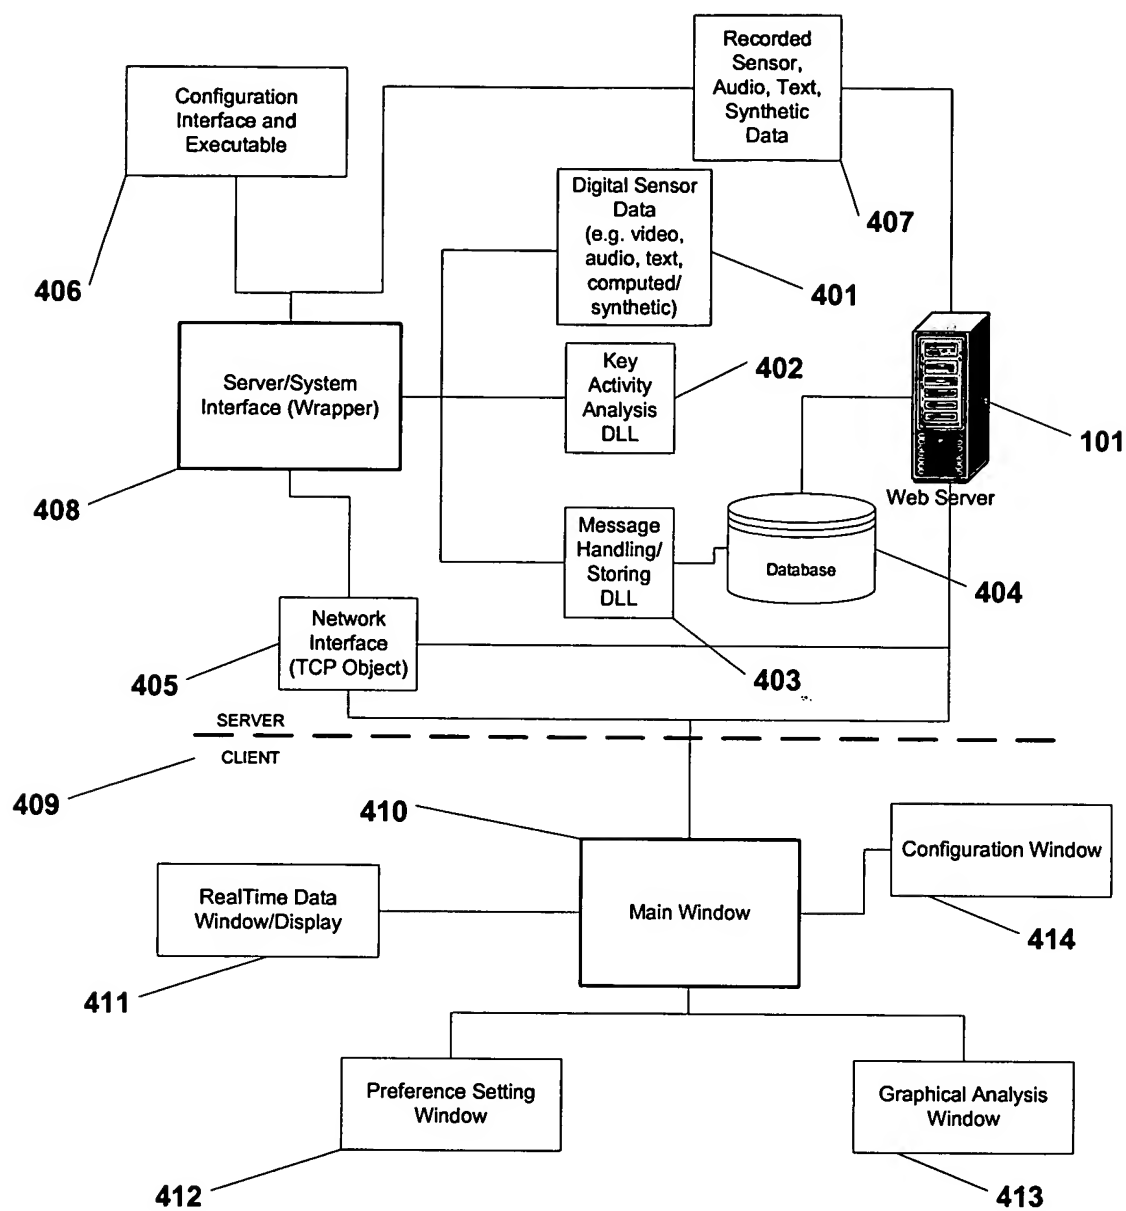 Recorded
Sensor,
Audio, Text,
Synthetic
Data
407
Configuration
Interface and
Executable
406
Digital Sensor
Data
(e.g. video,
audio, text,
computed/
synthetic)
401
Server/System
Interface (Wrapper)
408
Key
Activity
Analysis
DLL
402
101
Web Server
Message
Handling/
Storing
DLL
403
Database
404
Network
Interface
(TCP Object)
405
SERVER
CLIENT
409
410
Main Window
Configuration Window
414
RealTime Data
Window/Display
411
Preference Setting
Window
412
Graphical Analysis
Window
413